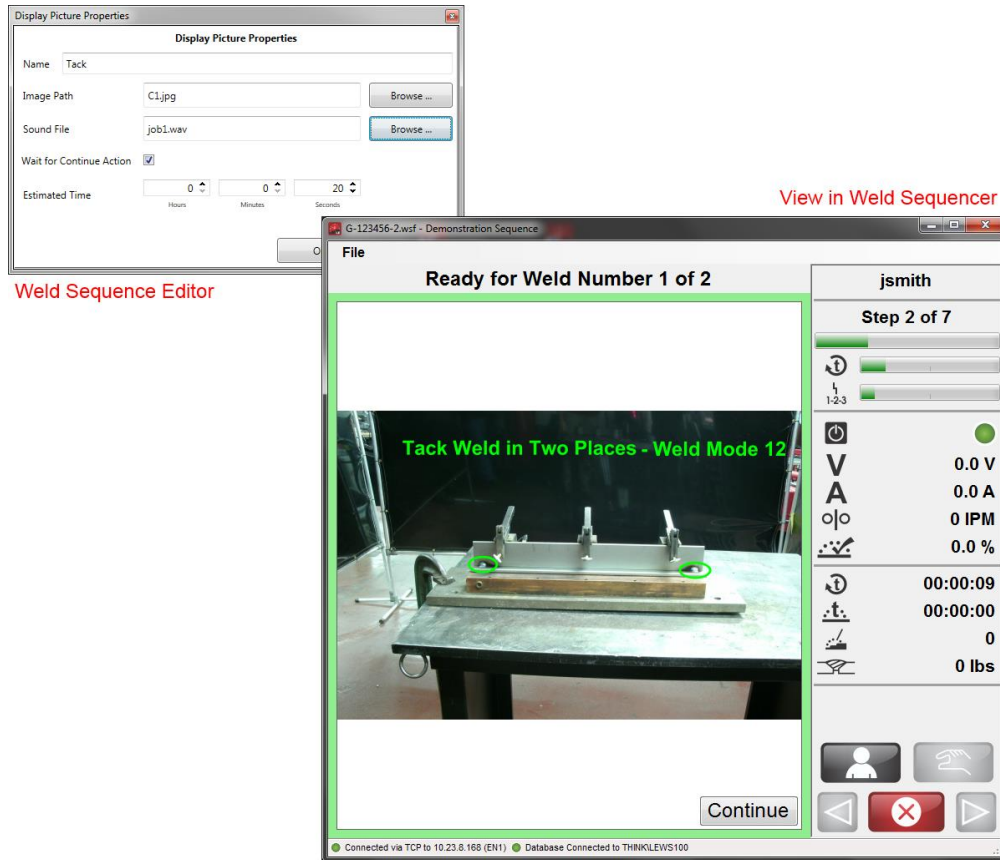 Display Picture Properties
Display Picture Properties
Name Tack
Image Path C1.jpg Browse ...
Sound File job1.wav Browse ...
Wait for Continue Action
Estimated Time 0 0 20
Hours Minutes Seconds
O
Weld Sequence Editor
View in Weld Sequencer
G-123456-2.wsf - Demonstration Sequence
File
Ready for Weld Number 1 of 2
jsmith
Step 2 of 7
t
1-2-3
Tack Weld in Two Places - Weld Mode 12
V 0.0 V
A 0.0 A
0 IPM
0.0 %
t 00:00:09
.t. 00:00:00
0
0 lbs
Continue
Connected via TCP to 10.23.8.168 (EN1) Database Connected to THINK\LEWS100